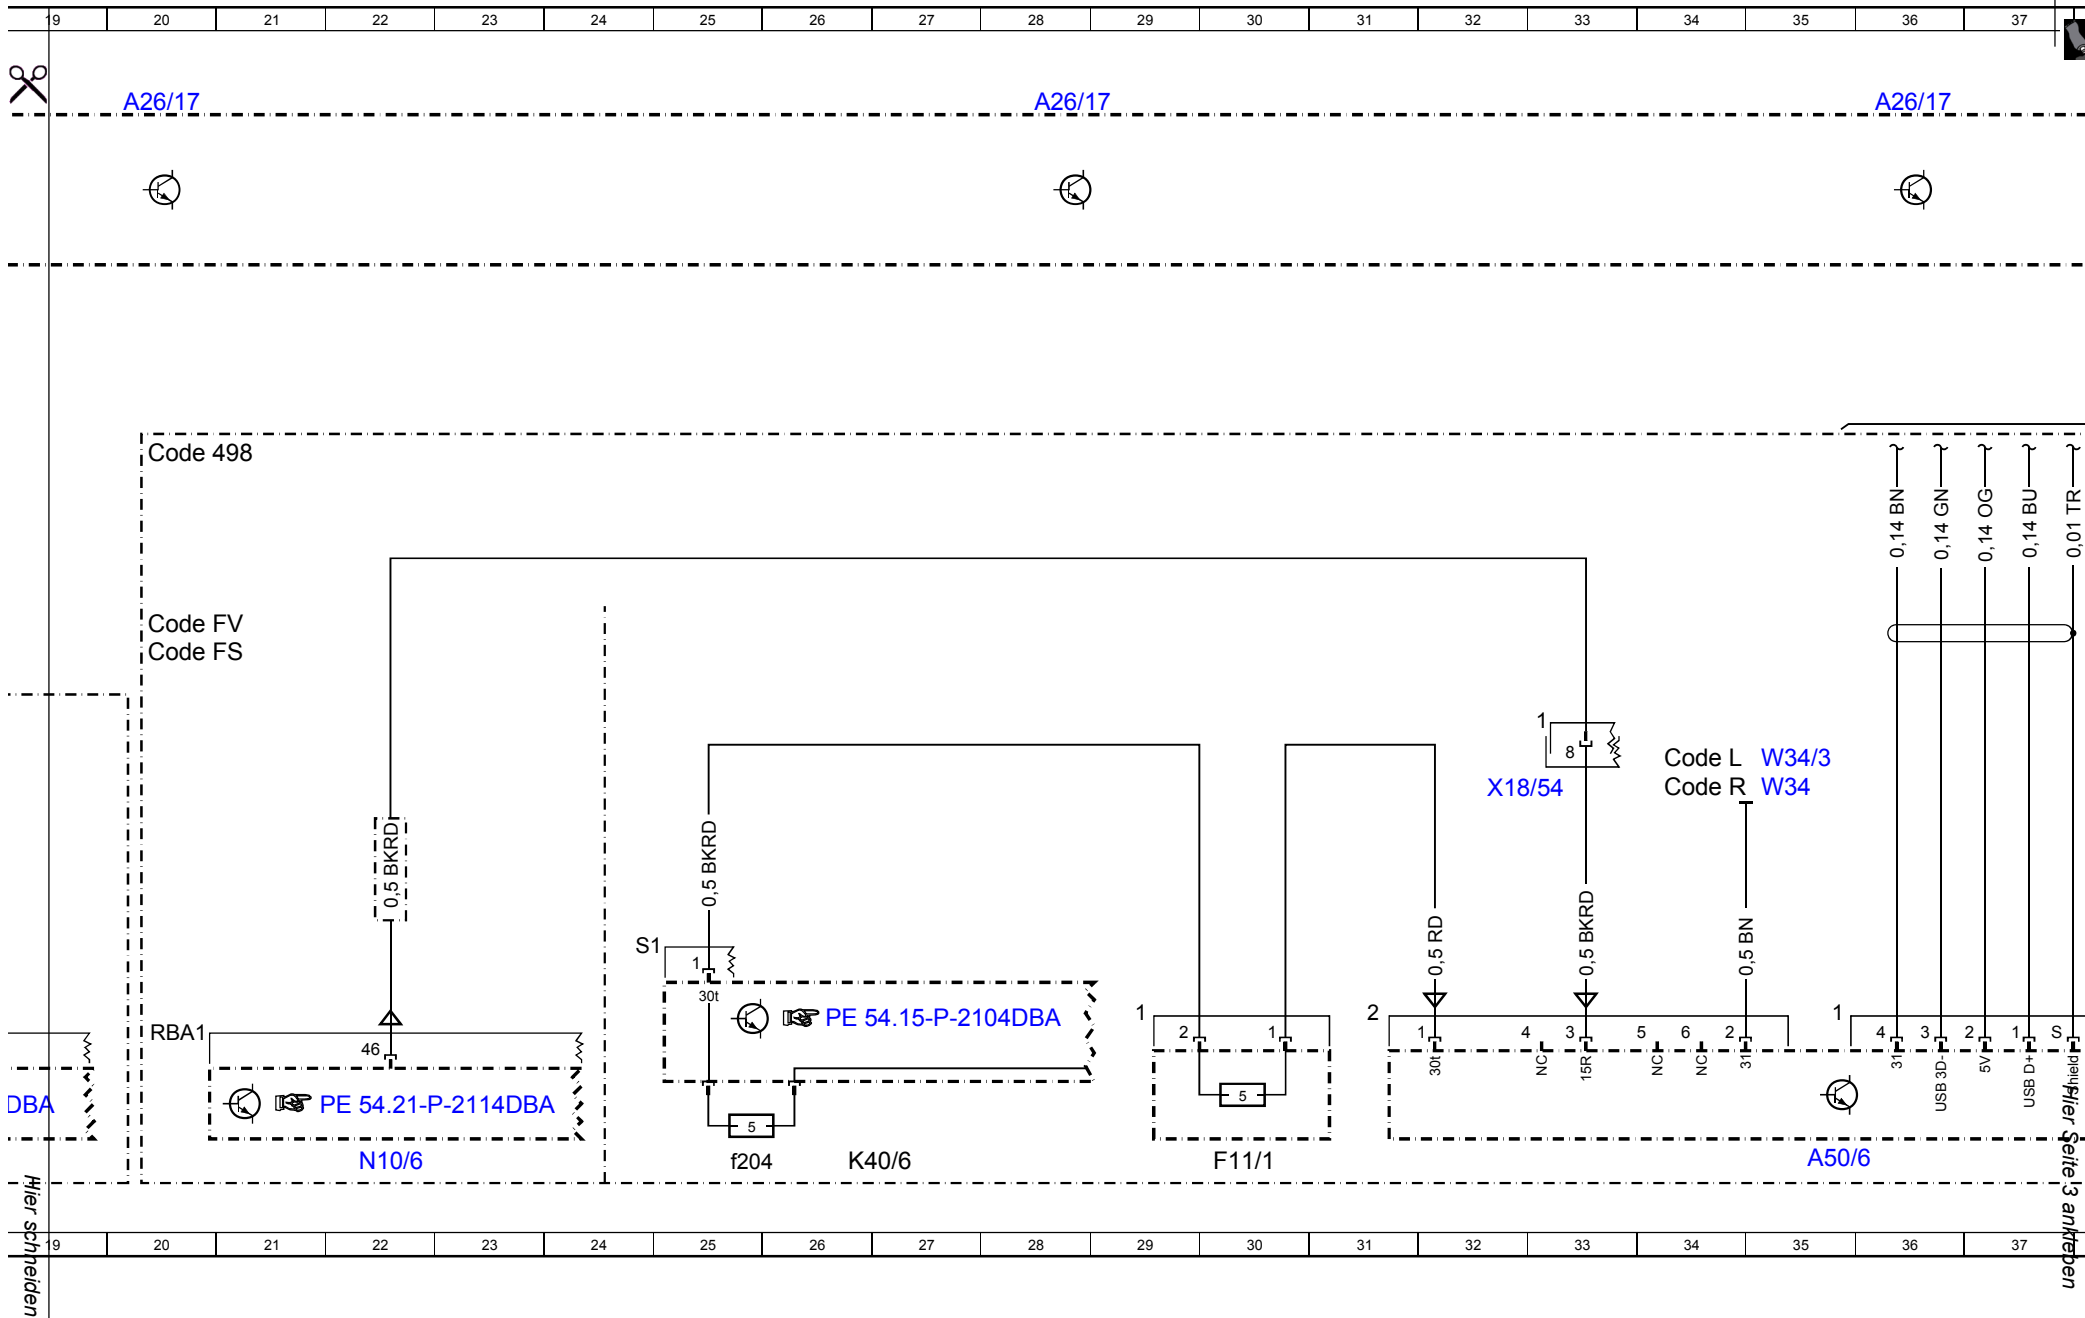 19 20 21 22 23 24 25 26 27 28 29 30 31 32 33 34 35 36 37
A26/17 A26/17 A26/17
Code 498
0,14 BN
0,14 GN
0,14 OG
0,14 BU
0,01 TR
Code FV
Code FS
1
8
X18/54
Code L W34/3
Code R W34
0,5 BKRD
0,5 BKRD
0,5 RD
0,5 BKRD
0,5 BN
S1
1
30t
PE 54.15-P-2104DBA
RBA1
46
DBA
PE 54.21-P-2114DBA
N10/6
5
f204
K40/6
1
2 1
5
F11/1
2
1 4 3 5 6 2
30t NC 15R NC NC 31
1
4 3 2 1 S
31 USB 3D- 5V USB D+ Shield
A50/6
Hier schneiden
Hier Seite 3 ankleben
19 20 21 22 23 24 25 26 27 28 29 30 31 32 33 34 35 36 37